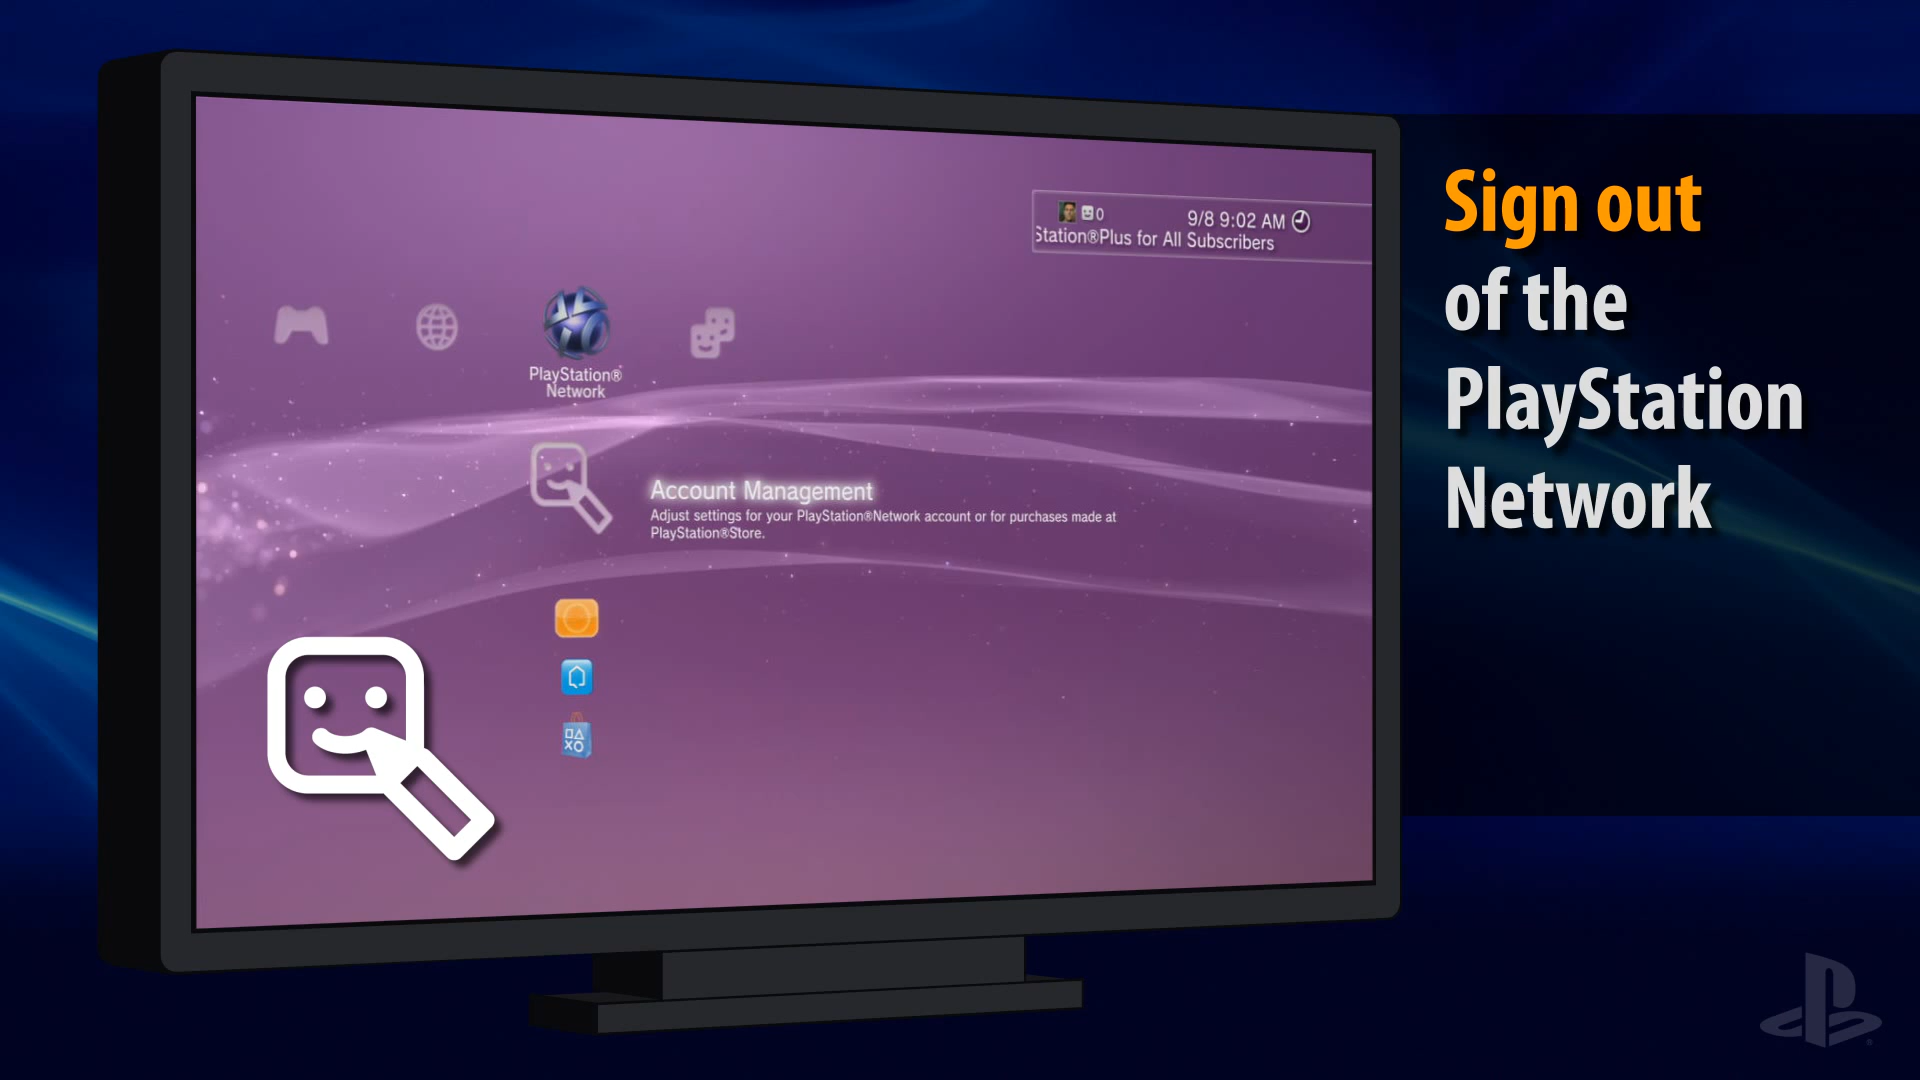 0
9/8 9:02 AM
Station®Plus for All Subscribers
PlayStation®
Network
Account Management
Adjust settings for your PlayStation®Network account or for purchases made at
PlayStation®Store.
Sign out
of the
PlayStation
Network